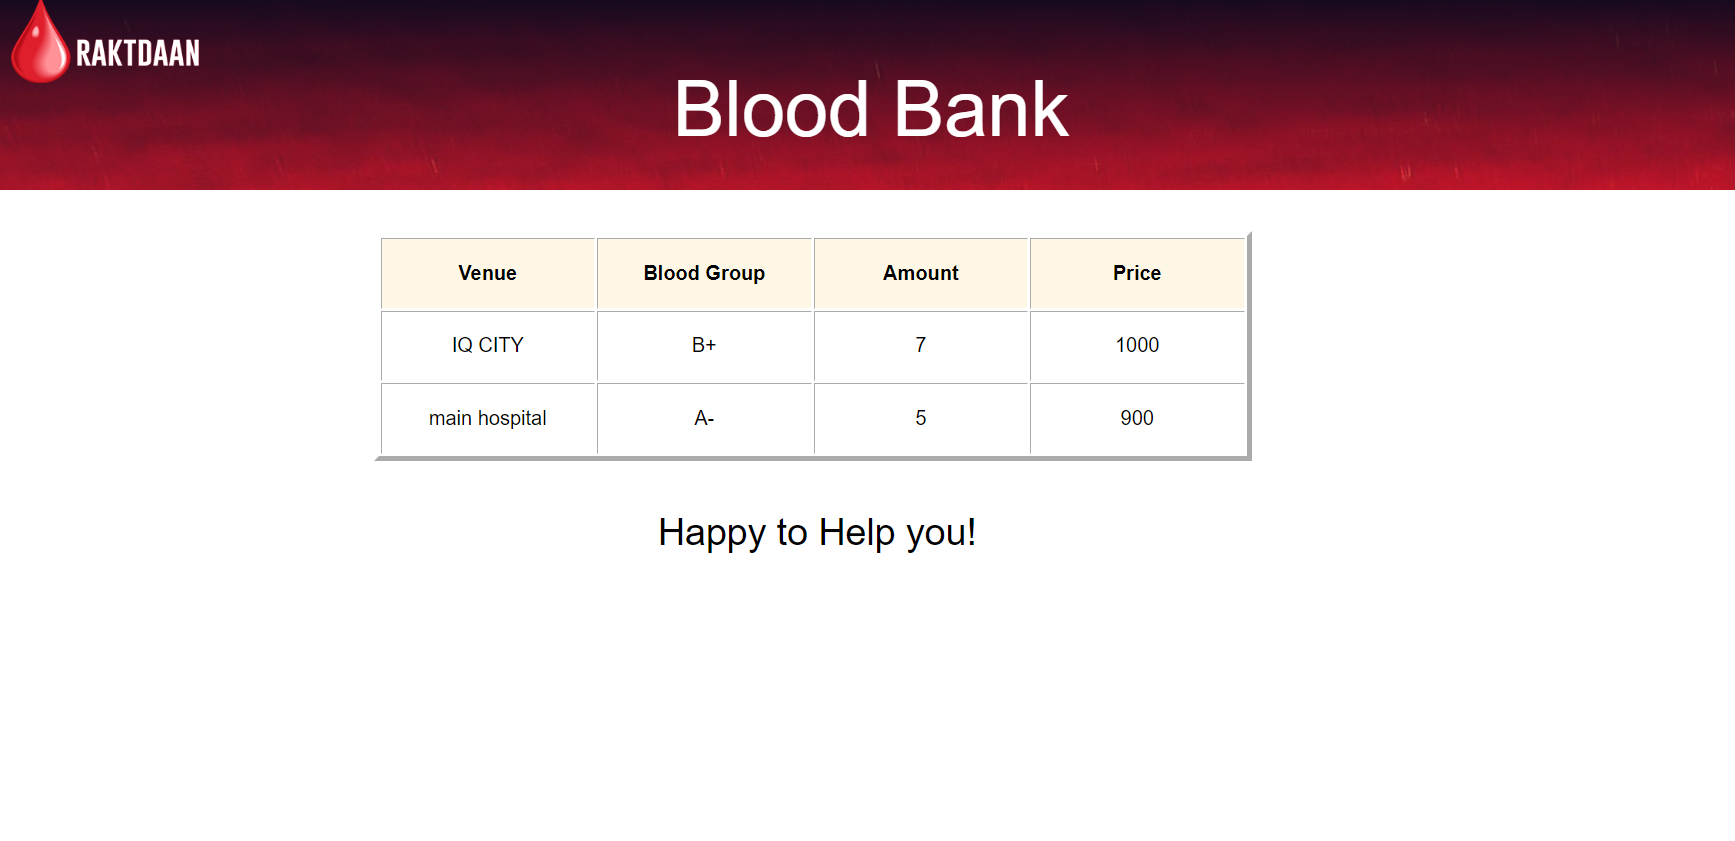 RAKTDAAN
Blood Bank
Venue Blood Group Amount Price
IQ CITY B+ 7 1000
main hospital A- 5 900
Happy to Help you!